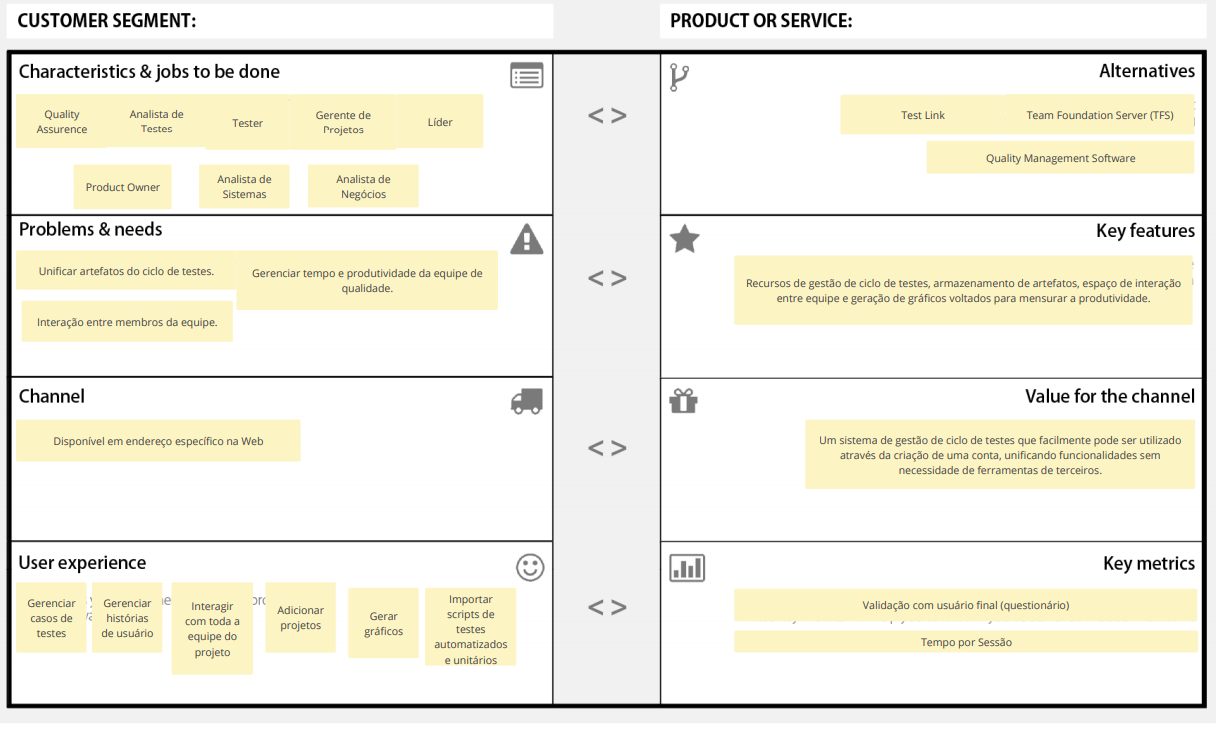 CUSTOMER SEGMENT:
PRODUCT OR SERVICE:
Characteristics & jobs to be done
Quality
Assurence
Analista de
Testes
Tester
Gerente de
Projetos
Líder
Product Owner
Analista de
Sistemas
Analista de
Negócios
< >
Alternatives
Test Link
Team Foundation Server (TFS)
Quality Management Software
Problems & needs
Unificar artefatos do ciclo de testes.
Gerenciar tempo e produtividade da equipe de
qualidade.
Interação entre membros da equipe.
< >
Key features
Recursos de gestão de ciclo de testes, armazenamento de artefatos, espaço de interação
entre equipe e geração de gráficos voltados para mensurar a produtividade.
Channel
Disponível em endereço específico na Web
< >
Value for the channel
Um sistema de gestão de ciclo de testes que facilmente pode ser utilizado
através da criação de uma conta, unificando funcionalidades sem
necessidade de ferramentas de terceiros.
User experience
Gerenciar
casos de
testes
Gerenciar
histórias
de usuário
Interagir
com toda a
equipe do
projeto
Adicionar
projetos
Gerar
gráficos
Importar
scripts de
testes
automatizados
e unitários
< >
Key metrics
Validação com usuário final (questionário)
Tempo por Sessão